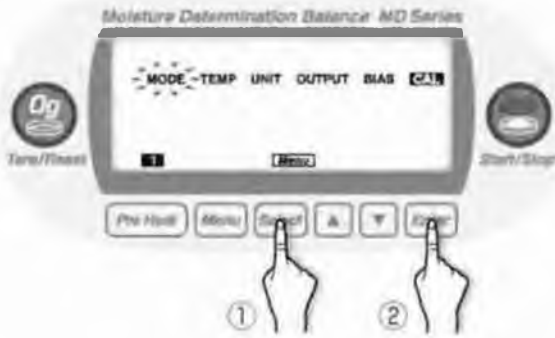 Moisture Determination Balance MD Series
MODE TEMP UNIT OUTPUT BIAS CAL
0g
Tare/Reset
Start/Stop
1 Menu
Pre Heat Menu Select ▲ ▼ Enter
① ②